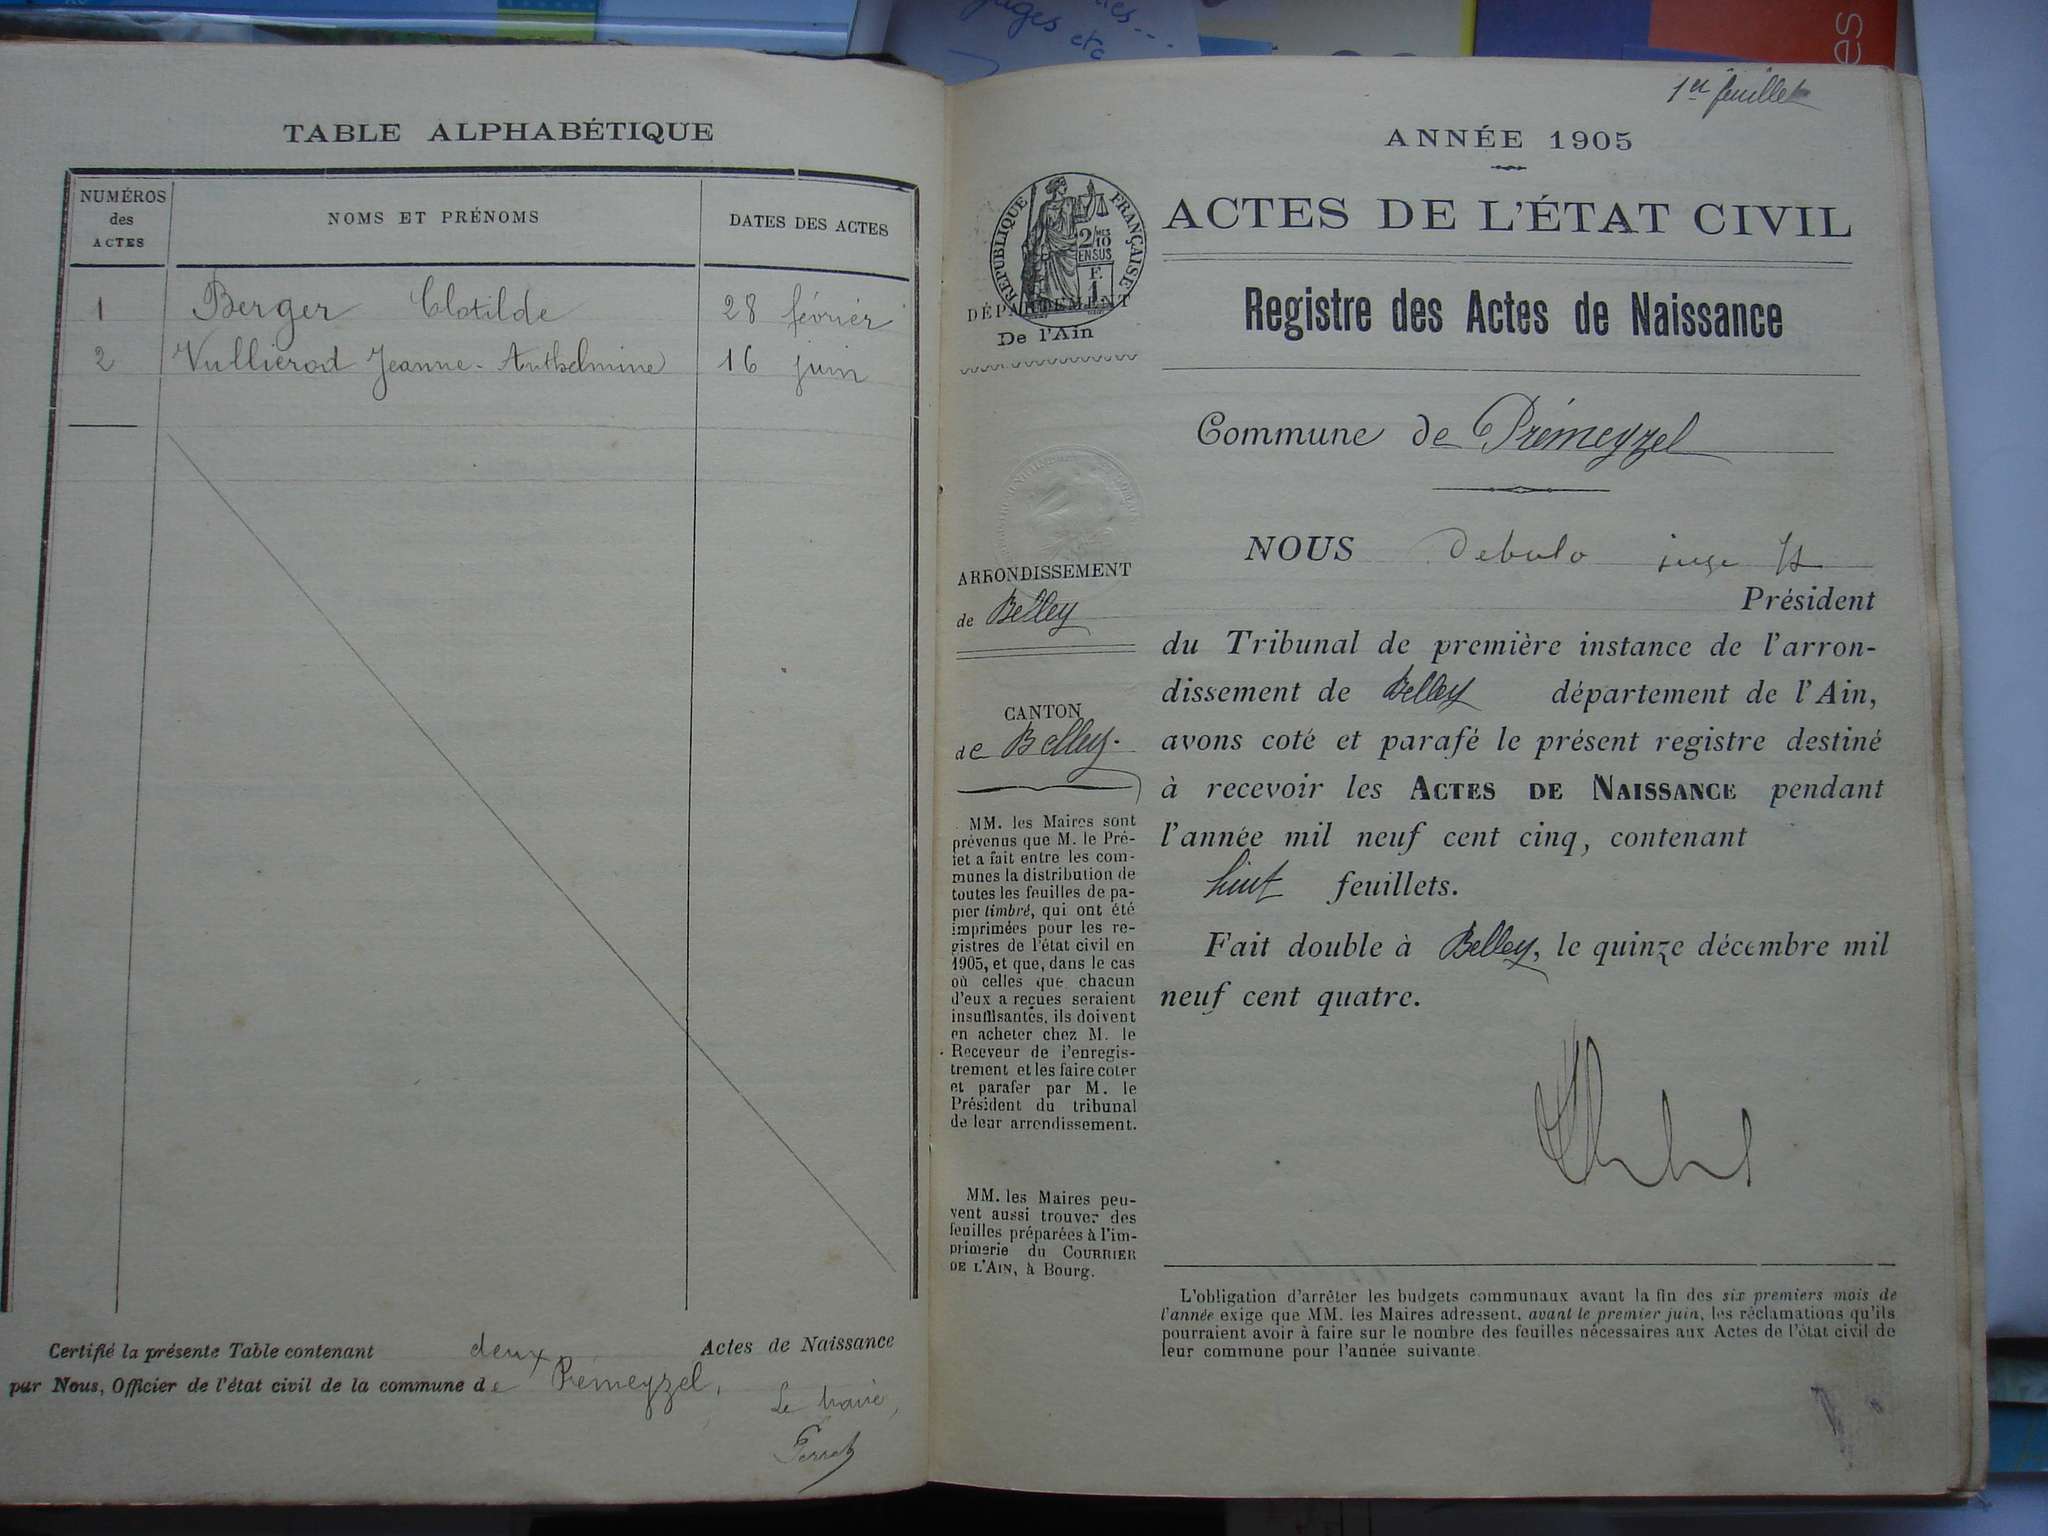 TABLE ALPHABÉTIQUE
NUMÉROS
des
ACTES
NOMS ET PRÉNOMS
DATES DES ACTES
1 Berger Clotilde 28 février
2 Vullierod Jeanne-Anthelmine 16 juin
Certifié la présente Table contenant deux Actes de Naissance
par Nous, Officier de l'état civil de la commune de Prémeyzel,
Le maire,
Perret
1er feuillet
ANNÉE 1905
ACTES DE L'ÉTAT CIVIL
Registre des Actes de Naissance
RÉPUBLIQUE FRANÇAISE
2/10MES
EN SUS
F.
1
DÉPARTEMENT
De l'Ain
Commune de Prémeyzel
ARRONDISSEMENT
de Belley
CANTON
de Belley.
MM. les Maires sont
prévenus que M. le Pré-
fet a fait entre les com-
munes la distribution de
toutes les feuilles de pa-
pier timbré, qui ont été
imprimées pour les re-
gistres de l'état civil en
1905, et que, dans le cas
où celles que chacun
d'eux a reçues seraient
insuffisantes, ils doivent
en acheter chez M. le
Receveur de l'enregis-
trement et les faire coter
et parafer par M. le
Président du tribunal
de leur arrondissement.
MM. les Maires peu-
vent aussi trouver des
feuilles préparées à l'im-
primerie du COURRIER
DE L'AIN, à Bourg.
NOUS juge
Président
du Tribunal de première instance de l'arron-
dissement de Belley département de l'Ain,
avons coté et parafé le présent registre destiné
à recevoir les ACTES DE NAISSANCE pendant
l'année mil neuf cent cinq, contenant
huit feuillets.
Fait double à Belley, le quinze décembre mil
neuf cent quatre.
L'obligation d'arrêter les budgets communaux avant la fin des six premiers mois de
l'année exige que MM. les Maires adressent, avant le premier juin, les réclamations qu'ils
pourraient avoir à faire sur le nombre des feuilles nécessaires aux Actes de l'état civil de
leur commune pour l'année suivante.